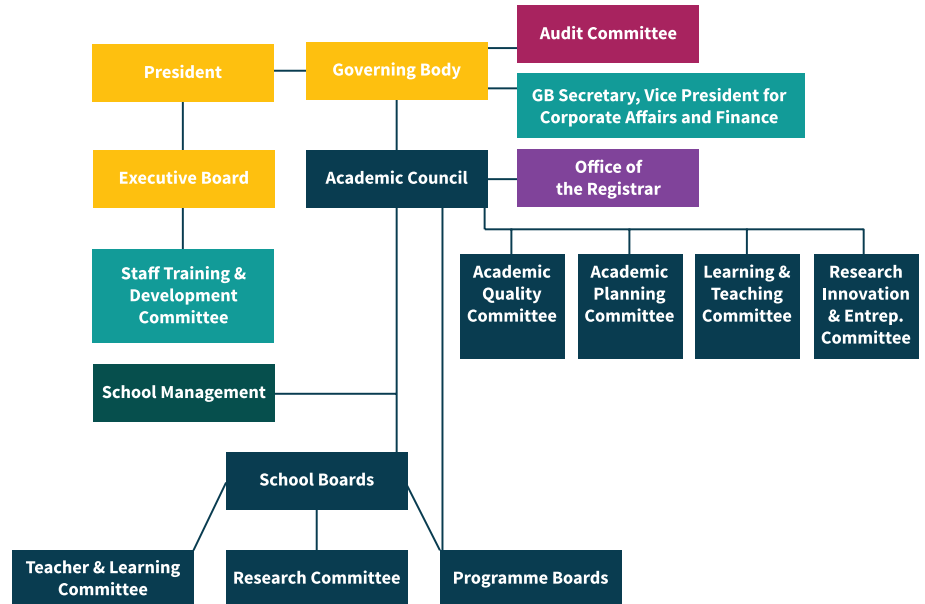 Audit Committee
President
Governing Body
GB Secretary, Vice President for
Corporate Affairs and Finance
Executive Board
Academic Council
Office of
the Registrar
Staff Training &
Development
Committee
Academic
Quality
Committee
Academic
Planning
Committee
Learning &
Teaching
Committee
Research
Innovation
& Entrep.
Committee
School Management
School Boards
Teacher & Learning
Committee
Research Committee
Programme Boards